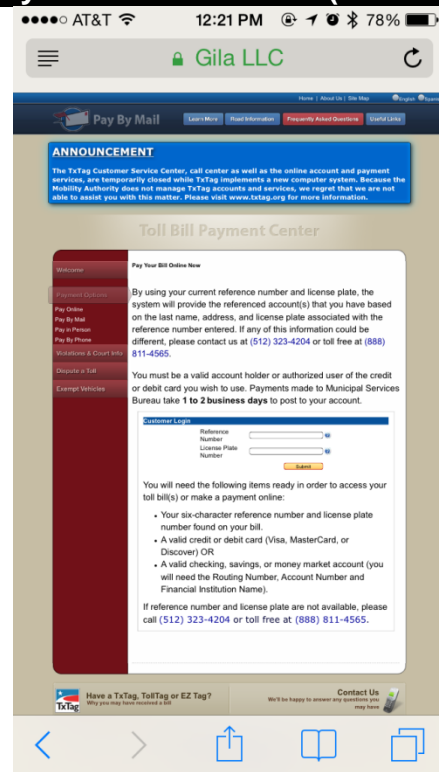 AT&T 12:21 PM 78%
Gila LLC
Home | About Us | Site Map English
Pay By Mail Learn More Road Information Frequently Asked Questions Useful Links
ANNOUNCEMENT
The TxTag Customer Service Center, call center as well as the online account and payment
services, are temporarily closed while TxTag implements a new computer system. Because the
Mobility Authority does not manage TxTag accounts and services, we regret that we are not
able to assist you with this matter. Please visit www.txtag.org for more information.
Toll Bill Payment Center
Welcome
Payment Options
Pay Online
Pay By Mail
Pay in Person
Pay By Phone
Violations & Court Info
Dispute a Toll
Exempt Vehicles
Pay Your Bill Online Now
By using your current reference number and license plate, the
system will provide the referenced account(s) that you have based
on the last name, address, and license plate associated with the
reference number entered. If any of this information could be
different, please contact us at (512) 323-4204 or toll free at (888)
811-4565.
You must be a valid account holder or authorized user of the credit
or debit card you wish to use. Payments made to Municipal Services
Bureau take 1 to 2 business days to post to your account.
Customer Login
Reference
Number
License Plate
Number
Submit
You will need the following items ready in order to access your
toll bill(s) or make a payment online:
• Your six-character reference number and license plate
number found on your bill.
• A valid credit or debit card (Visa, MasterCard, or
Discover) OR
• A valid checking, savings, or money market account (you
will need the Routing Number, Account Number and
Financial Institution Name).
If reference number and license plate are not available, please
call (512) 323-4204 or toll free at (888) 811-4565.
TxTag
Have a TxTag, TollTag or EZ Tag?
Why you may have received a bill
Contact Us
We'll be happy to answer any questions you
may have